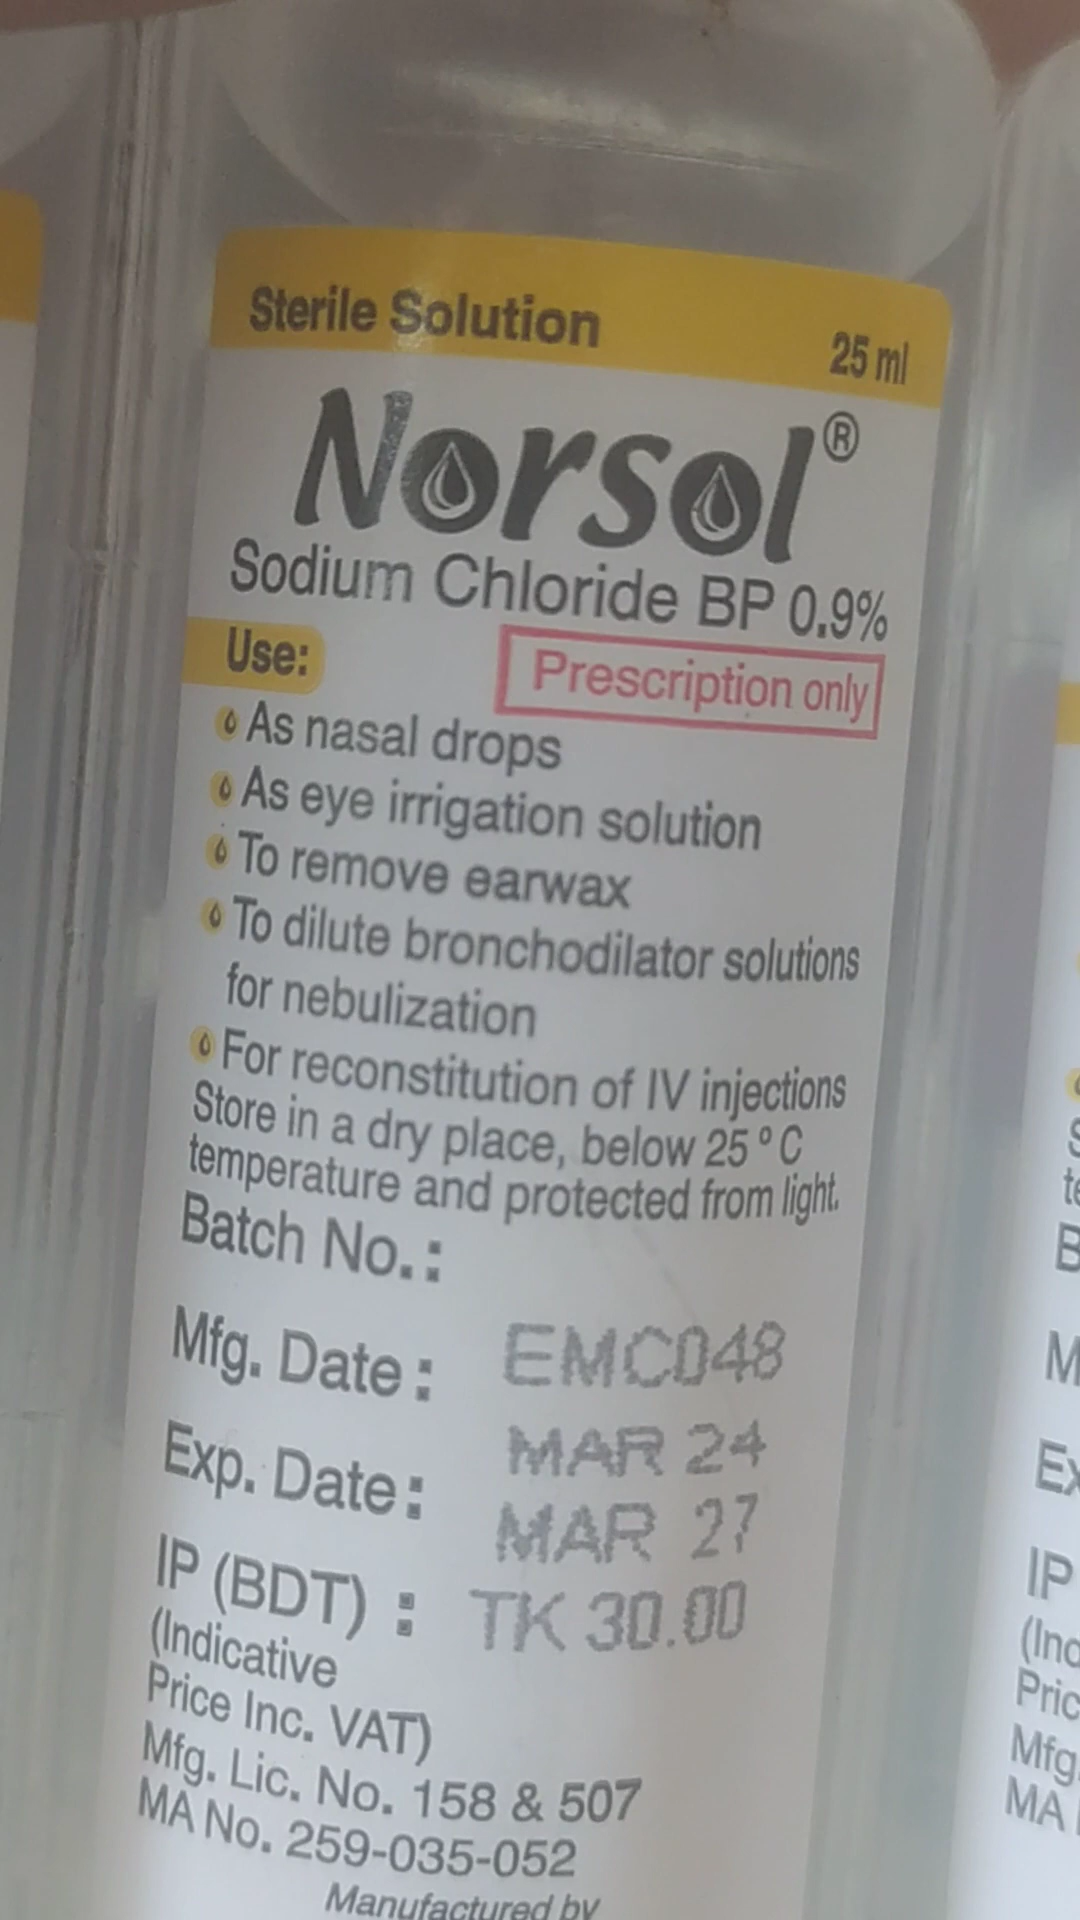 Sterile Solution 25 ml
Norsol®
Sodium Chloride BP 0.9%
Use:
Prescription only
As nasal drops
As eye irrigation solution
To remove earwax
To dilute bronchodilator solutions
for nebulization
For reconstitution of IV injections
Store in a dry place, below 25 °C
temperature and protected from light.
Batch No. :
Mfg. Date : EMC048
Exp. Date : MAR 24
MAR 27
IP (BDT) : TK 30.00
(Indicative
Price Inc. VAT)
Mfg. Lic. No. 158 & 507
MA No. 259-035-052
Manufactured by